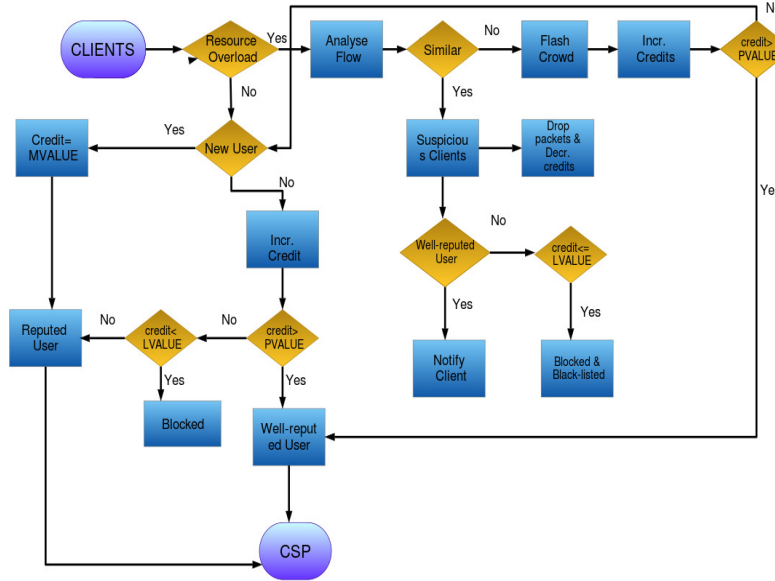 N
CLIENTS
Resource
Overload
Yes
Analyse
Flow
Similar
No
Flash
Crowd
Incr.
Credits
credit>
PVALUE
No
Yes
Credit=
MVALUE
Yes
New User
Suspiciou
s Clients
Drop
packets &
Decr.
credits
No
Ye
Incr.
Credit
Well-reputed
User
No
credit<=
LVALUE
Yes
Yes
Reputed
User
No
credit<
LVALUE
No
credit>
PVALUE
Notify
Client
Blocked &
Black-listed
Yes
Yes
Blocked
Well-reput
ed User
CSP